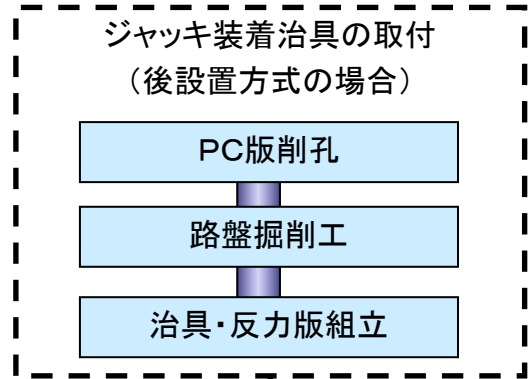 ジャッキ装着治具の取付
（後設置方式の場合）
PC版削孔
路盤掘削工
治具・反力版組立